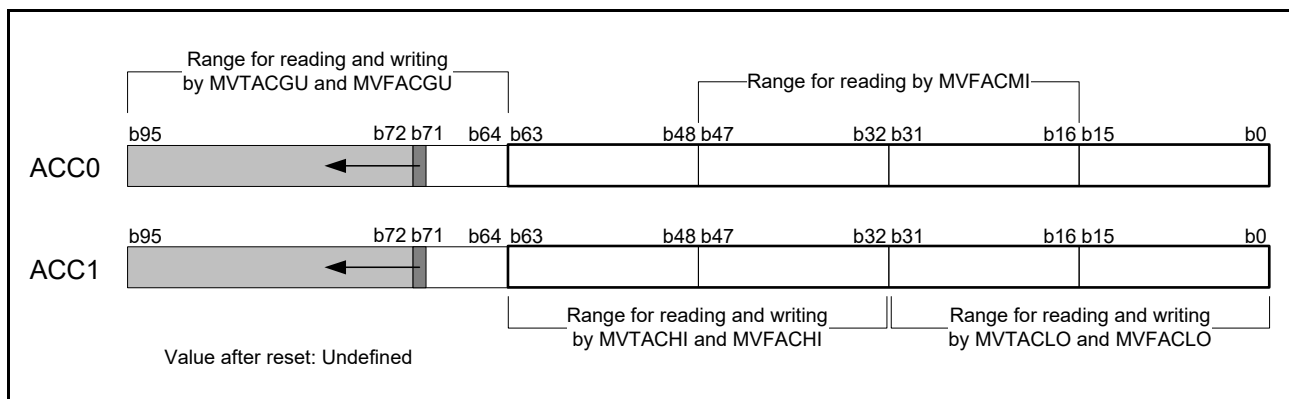 Range for reading and writing
by MVTACGU and MVFACGU
Range for reading by MVFACMI
b95 b72 b71 b64 b63 b48 b47 b32 b31 b16 b15 b0
ACC0
b95 b72 b71 b64 b63 b48 b47 b32 b31 b16 b15 b0
ACC1
Range for reading and writing
by MVTACHI and MVFACHI
Range for reading and writing
by MVTACLO and MVFACLO
Value after reset: Undefined